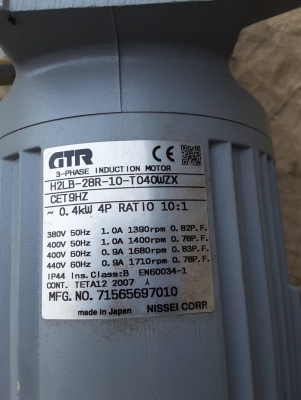 GTR
3-PHASE INDUCTION MOTOR
H2LB-28R-10-T040WZX
CET9HZ
~ 0.4kW 4P RATIO 10:1
380V 50Hz 1.0A 1390rpm 0.82P.F.
400V 50Hz 1.0A 1400rpm 0.78P.F.
400V 60Hz 0.9A 1680rpm 0.83P.F.
440V 60Hz 0.9A 1710rpm 0.78P.F.
IP44 Ins.Class:B EN60034-1
CONT. TETA12 2007 人
MFG.NO. 71565697010
made in Japan NISSEI CORP.
CE